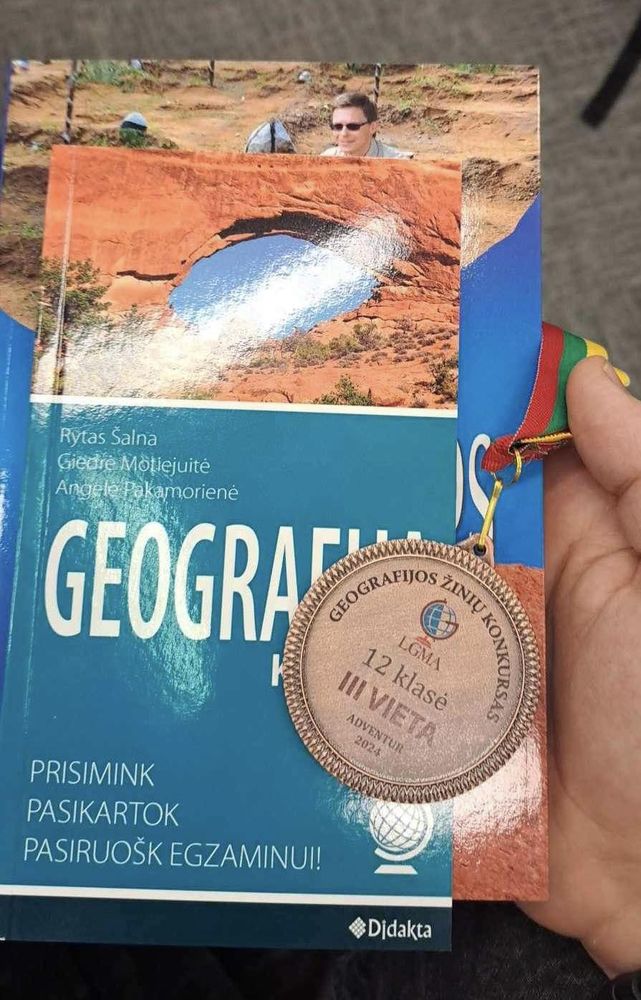 Rytas Šalna
Giedrė Motiejuitė
Angelė Pakamorienė
GEOGRAFIJA
PRISIMINK
PASIKARTOK
PASIRUOŠK EGZAMINUI!
Didakta
GEOGRAFIJOS ŽINIŲ KONKURSAS
LGMA
12 klasė
III VIETA
ADVENTUR
2024
OS